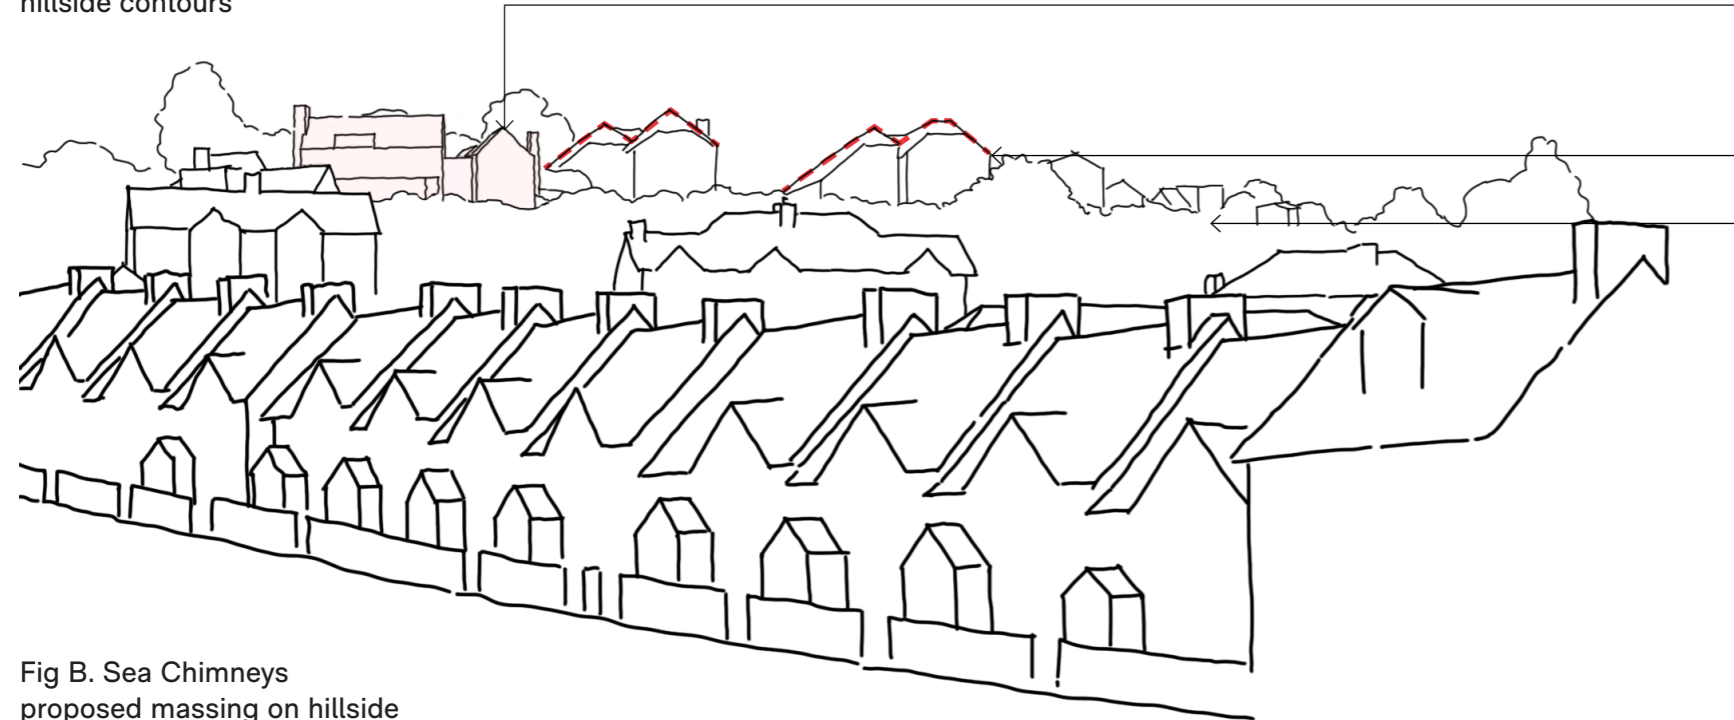 hillside contours
Fig B. Sea Chimneys
proposed massing on hillside